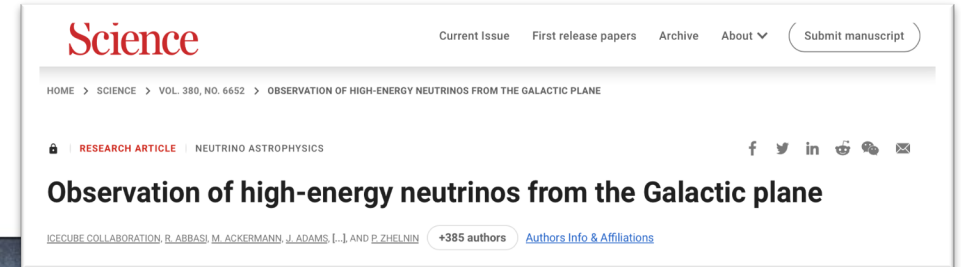 Science Current Issue First release papers Archive About Submit manuscript
HOME > SCIENCE > VOL. 380, NO. 6652 > OBSERVATION OF HIGH-ENERGY NEUTRINOS FROM THE GALACTIC PLANE
RESEARCH ARTICLE | NEUTRINO ASTROPHYSICS
Observation of high-energy neutrinos from the Galactic plane
ICECUBE COLLABORATION, R. ABBASI, M. ACKERMANN, J. ADAMS, [...], AND P. ZHELNIN +385 authors Authors Info & Affiliations